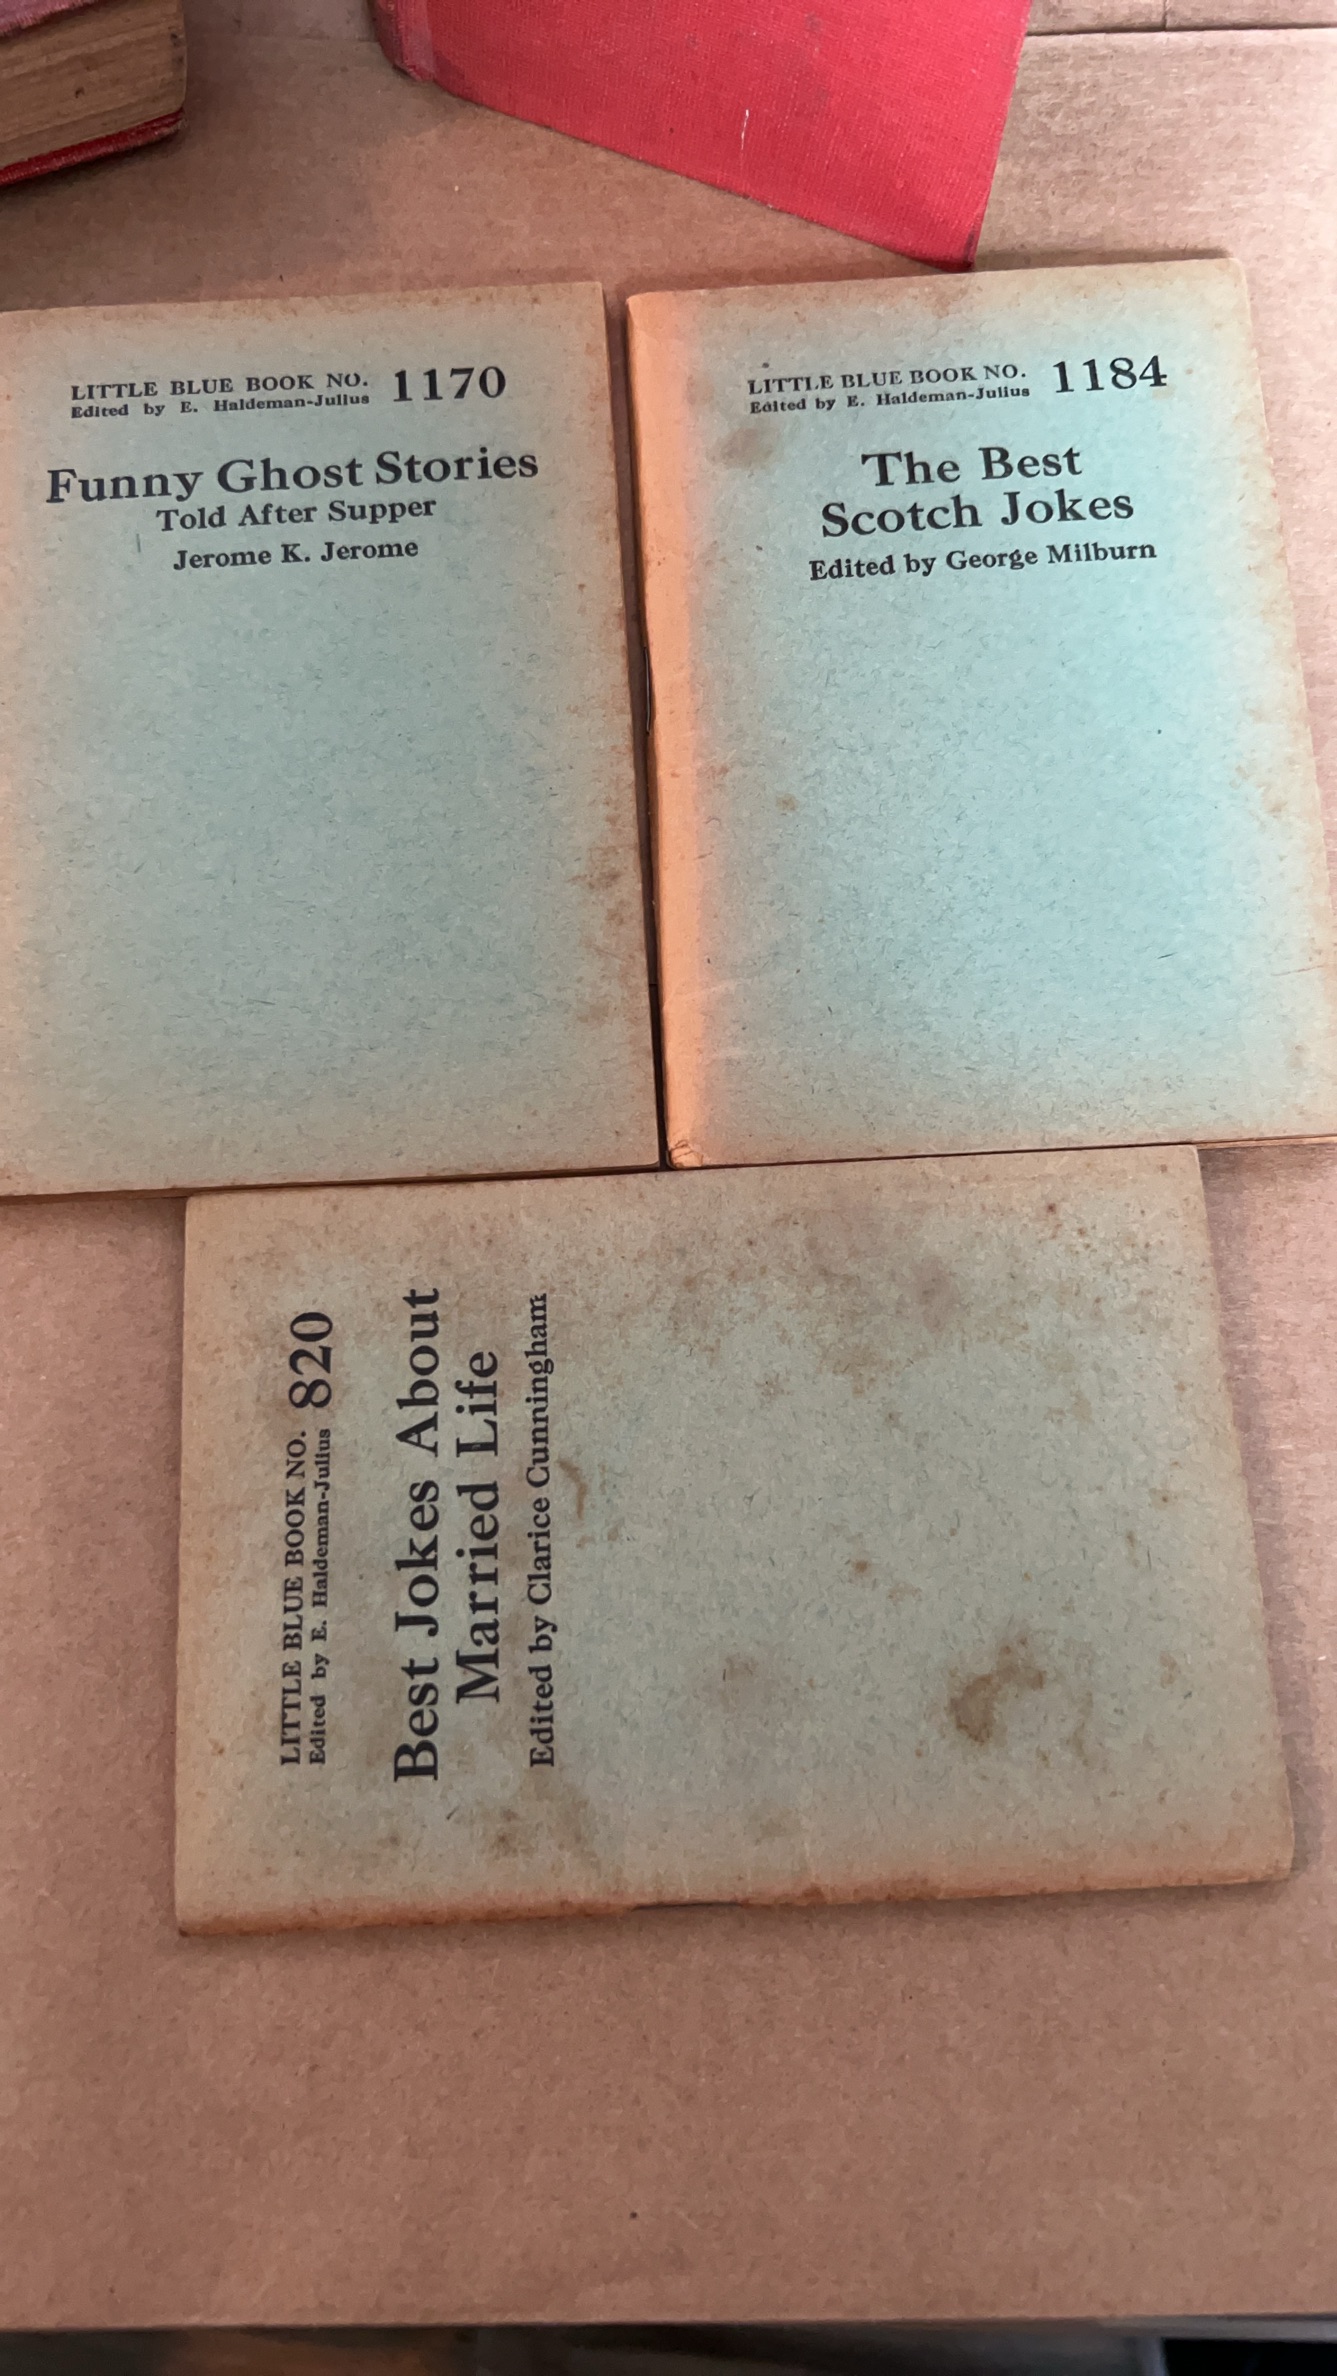 LITTLE BLUE BOOK NO. 1170
Edited by E. Haldeman-Julius
Funny Ghost Stories
Told After Supper
Jerome K. Jerome
LITTLE BLUE BOOK NO. 1184
Edited by E. Haldeman-Julius
The Best
Scotch Jokes
Edited by George Milburn
LITTLE BLUE BOOK NO. 820
Edited by E. Haldeman-Julius
Best Jokes About
Married Life
Edited by Clarice Cunningham